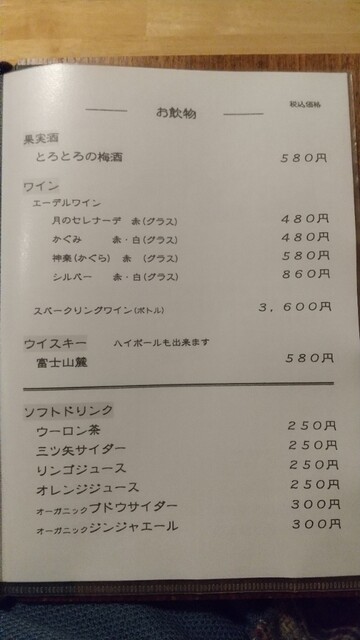 税込価格
お飲物
果実酒
とろとろの梅酒 580円
ワイン
エーデルワイン
月のセレナーデ 赤(グラス) 480円
かぐみ 赤・白(グラス) 480円
神楽(かぐら) 赤 (グラス) 580円
シルバー 赤・白(グラス) 860円
スパークリングワイン(ボトル) 3,600円
ウイスキー ハイボールも出来ます
富士山麓 580円
ソフトドリンク
ウーロン茶 250円
三ツ矢サイダー 250円
リンゴジュース 250円
オレンジジュース 250円
オーガニックブドウサイダー 300円
オーガニックジンジャエール 300円